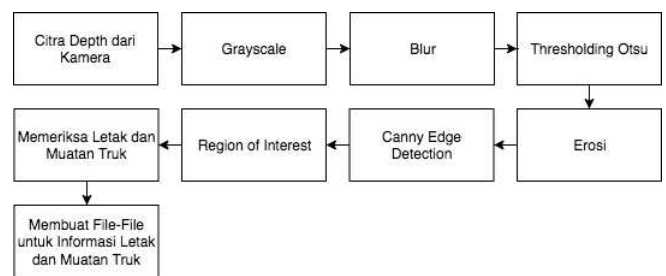 Citra Depth dari
Kamera
Grayscale
Blur
Thresholding Otsu
Erosi
Canny Edge
Detection
Region of Interest
Memeriksa Letak dan
Muatan Truk
Membuat File-File
untuk Informasi Letak
dan Muatan Truk